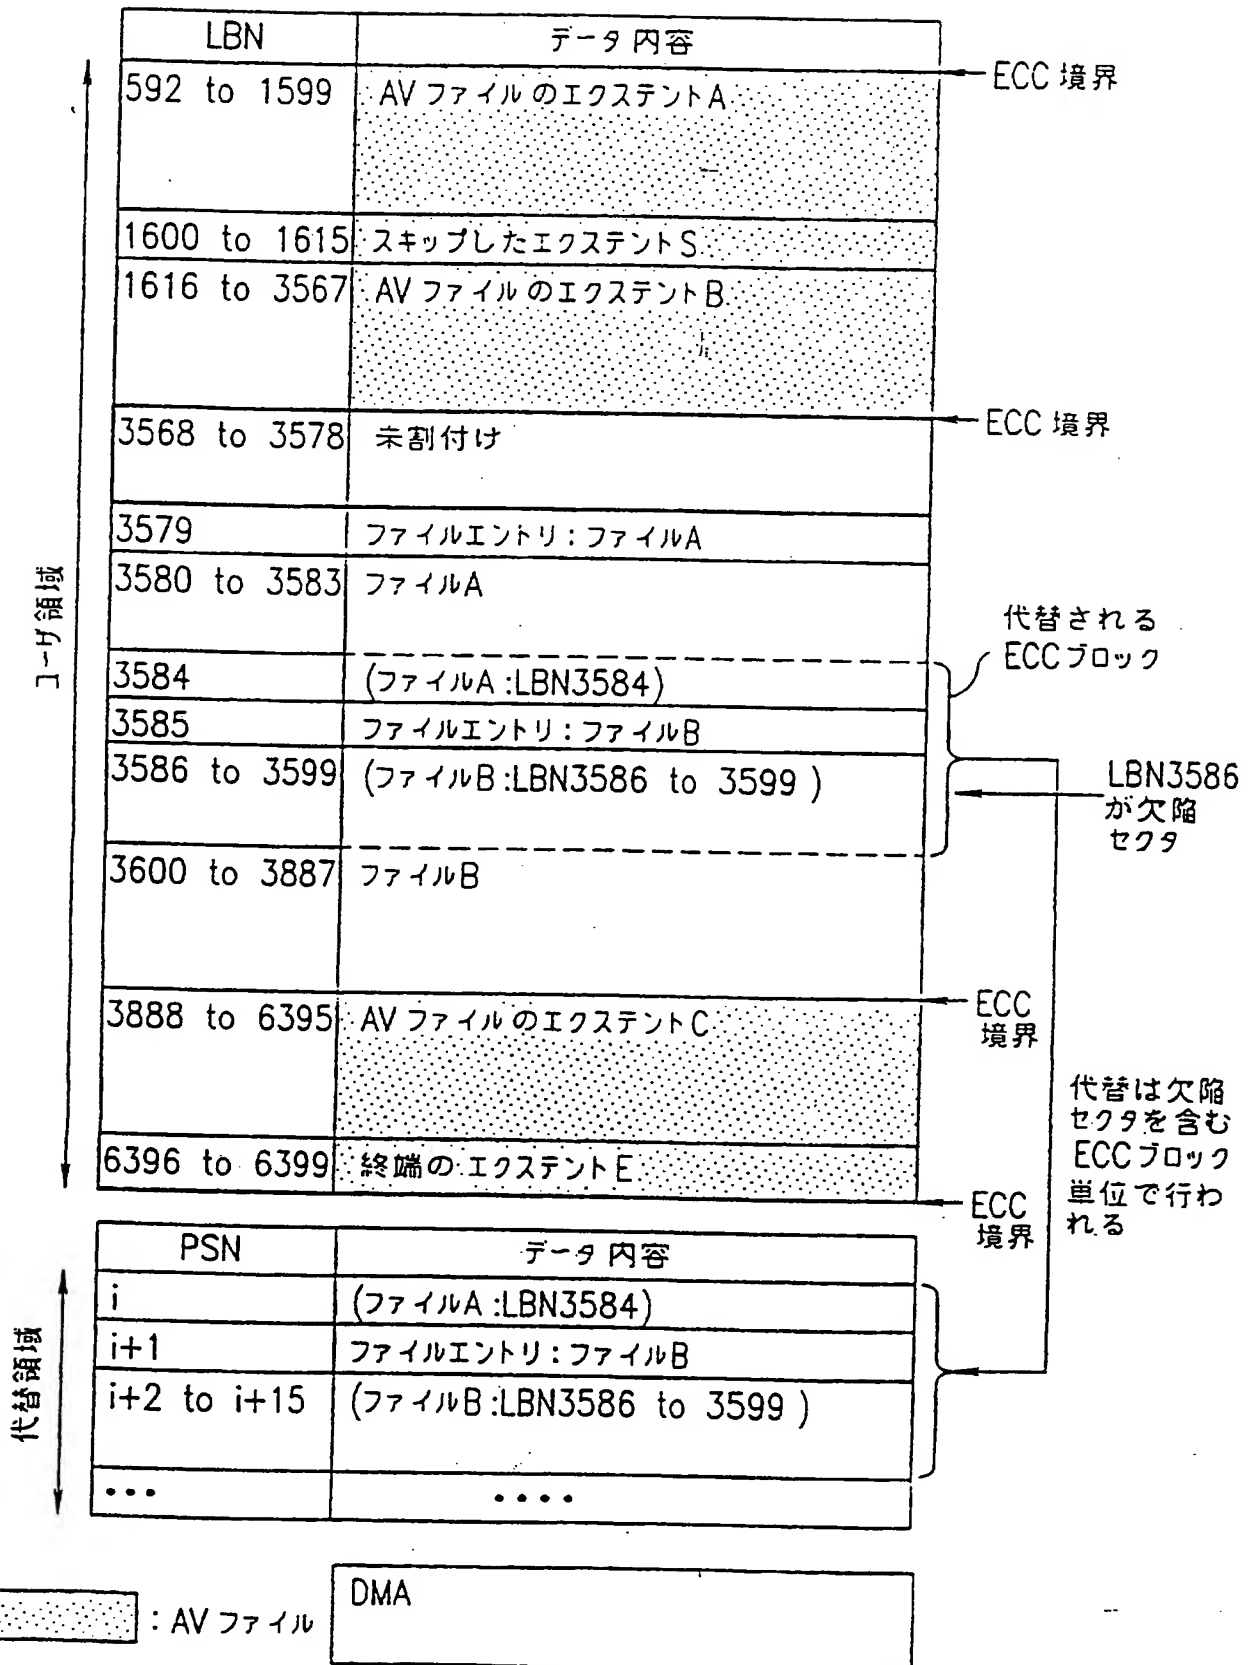 LBN データ内容
592 to 1599 AVファイルのエクステントA
ECC境界
1600 to 1615 スキップしたエクステントS
1616 to 3567 AVファイルのエクステントB
ECC境界
3568 to 3578 未割付け
3579 ファイルエントリ:ファイルA
3580 to 3583 ファイルA
3584 (ファイルA:LBN3584)
3585 ファイルエントリ:ファイルB
3586 to 3599 (ファイルB:LBN3586 to 3599 )
3600 to 3887 ファイルB
3888 to 6395 AVファイルのエクステントC
6396 to 6399 終端のエクステントE
ユーザ領域
代替される
ECCブロック
LBN3586
が欠陥
セクタ
ECC
境界
代替は欠陥
セクタを含む
ECCブロック
単位で行わ
れる
ECC
境界
PSN データ内容
i (ファイルA:LBN3584)
i+1 ファイルエントリ:ファイルB
i+2 to i+15 (ファイルB:LBN3586 to 3599 )
••• ••••
代替領域
:AVファイル
DMA